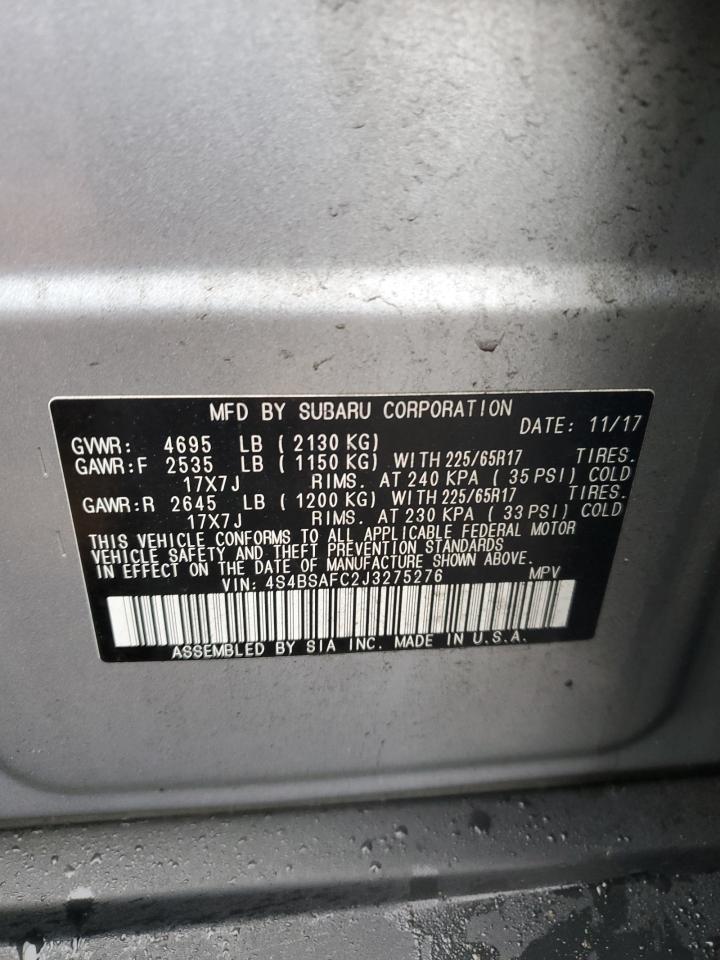 MFD BY SUBARU CORPORATION
DATE: 11/17
GVWR: 4695 LB (2130 KG)
GAWR:F 2535 LB (1150 KG) WITH 225/65R17 TIRES.
17X7J RIMS. AT 240 KPA (35 PSI) COLD
GAWR:R 2645 LB (1200 KG) WITH 225/65R17 TIRES.
17X7J RIMS. AT 230 KPA (33 PSI) COLD
THIS VEHICLE CONFORMS TO ALL APPLICABLE FEDERAL MOTOR
VEHICLE SAFETY AND THEFT PREVENTION STANDARDS
IN EFFECT ON THE DATE OF MANUFACTURE SHOWN ABOVE.
VIN: 4S4BSAFC2J3275276 MPV
ASSEMBLED BY SIA INC. MADE IN U.S.A.